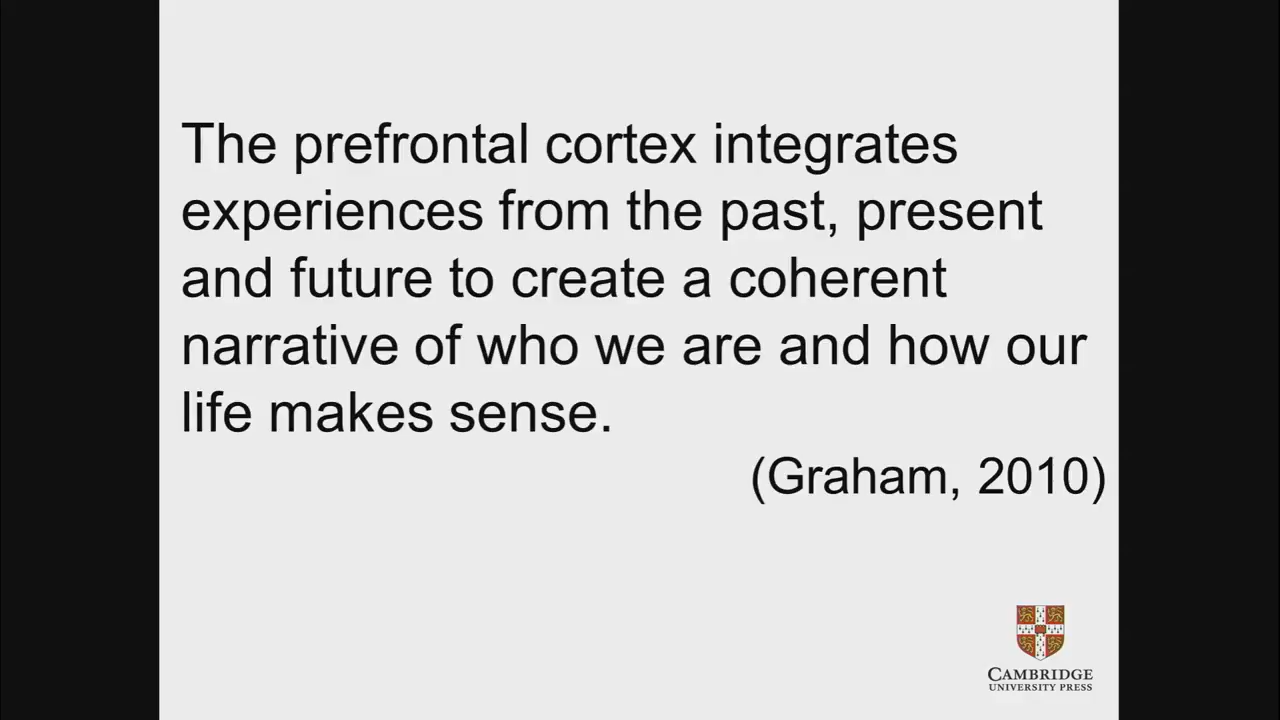 The prefrontal cortex integrates
experiences from the past, present
and future to create a coherent
narrative of who we are and how our
life makes sense.
(Graham, 2010)
CAMBRIDGE
UNIVERSITY PRESS